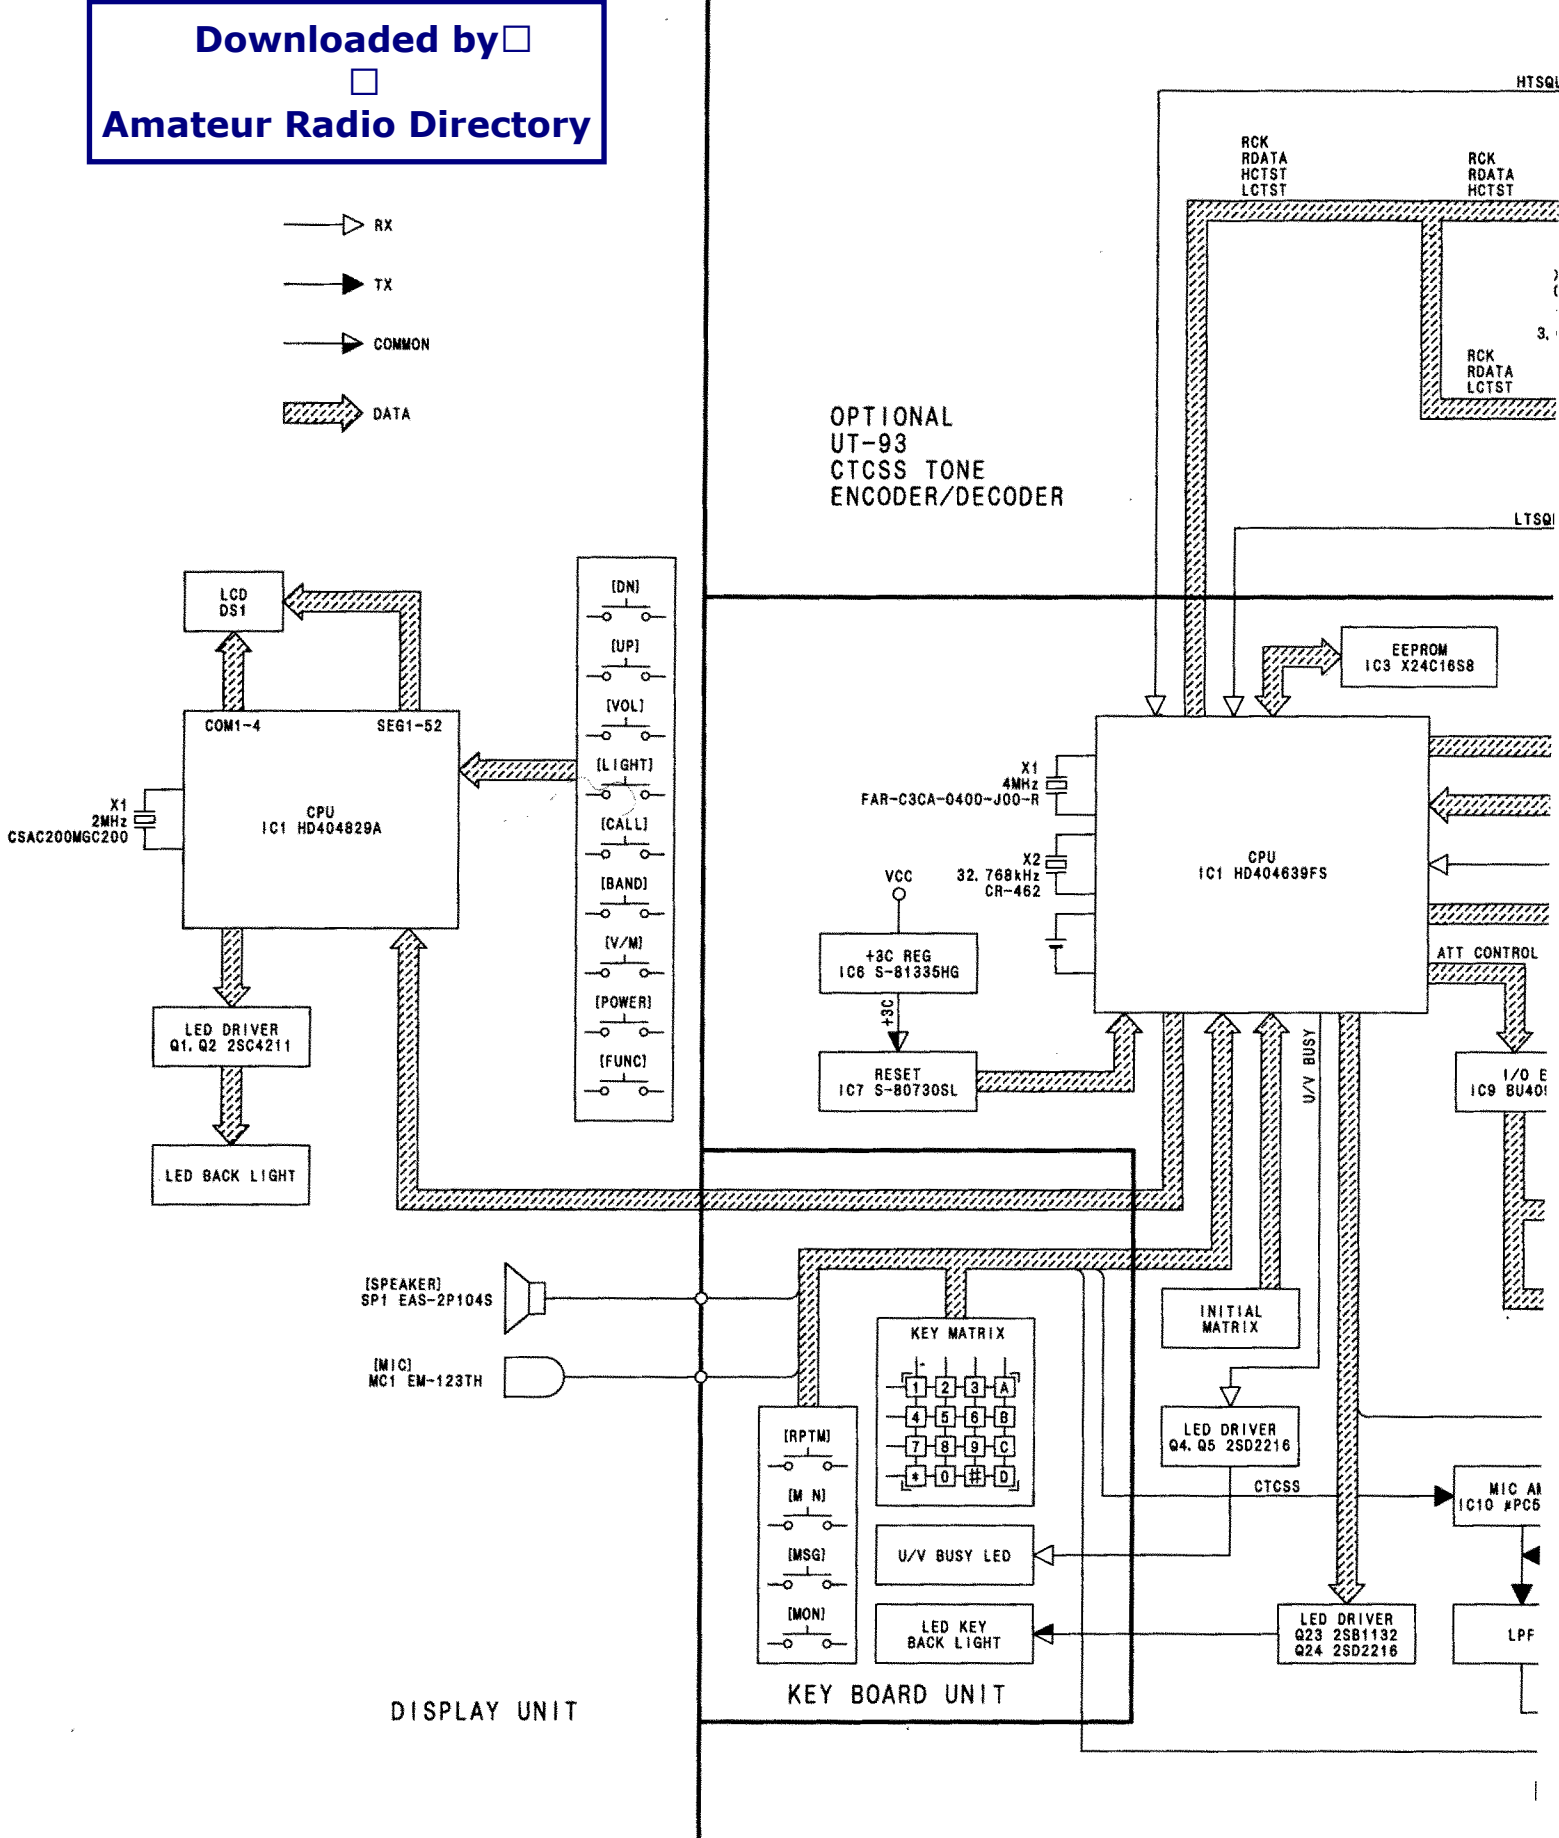 Downloaded by
Amateur Radio Directory
RX
TX
COMMON
DATA
RCK
RDATA
HCTST
LCTST
RCK
RDATA
HCTST
RCK
RDATA
LCTST
OPTIONAL
UT-93
CTCSS TONE
ENCODER/DECODER
LCD
DS1
COM1-4
SEG1-52
X1
2MHz
CSAC200MGC200
CPU
IC1 HD404829A
LED DRIVER
Q1, Q2 2SC4211
LED BACK LIGHT
[DN]
[UP]
[VOL]
[LIGHT]
[CALL]
[BAND]
[V/M]
[POWER]
[FUNC]
EEPROM
IC3 X24C16S8
X1
4MHz
FAR-C3CA-0400-J00-R
X2
32.768kHz
CR-462
CPU
IC1 HD404639FS
VCC
+3C REG
IC6 S-81335HG
+3C
RESET
IC7 S-80730SL
ATT CONTROL
U/V BUSY
I/O
[SPEAKER]
SP1 EAS-2P104S
[MIC]
MC1 EM-123TH
KEY MATRIX
1 2 3 A
4 5 6 B
7 8 9 C
* 0 # D
INITIAL
MATRIX
[RPTM]
[M N]
[MSG]
[MON]
LED DRIVER
Q4, Q5 2SD2216
CTCSS
MIC
IC10
U/V BUSY LED
LED KEY
BACK LIGHT
LED DRIVER
Q23 2SB1132
Q24 2SD2216
LPF
KEY BOARD UNIT
DISPLAY UNIT